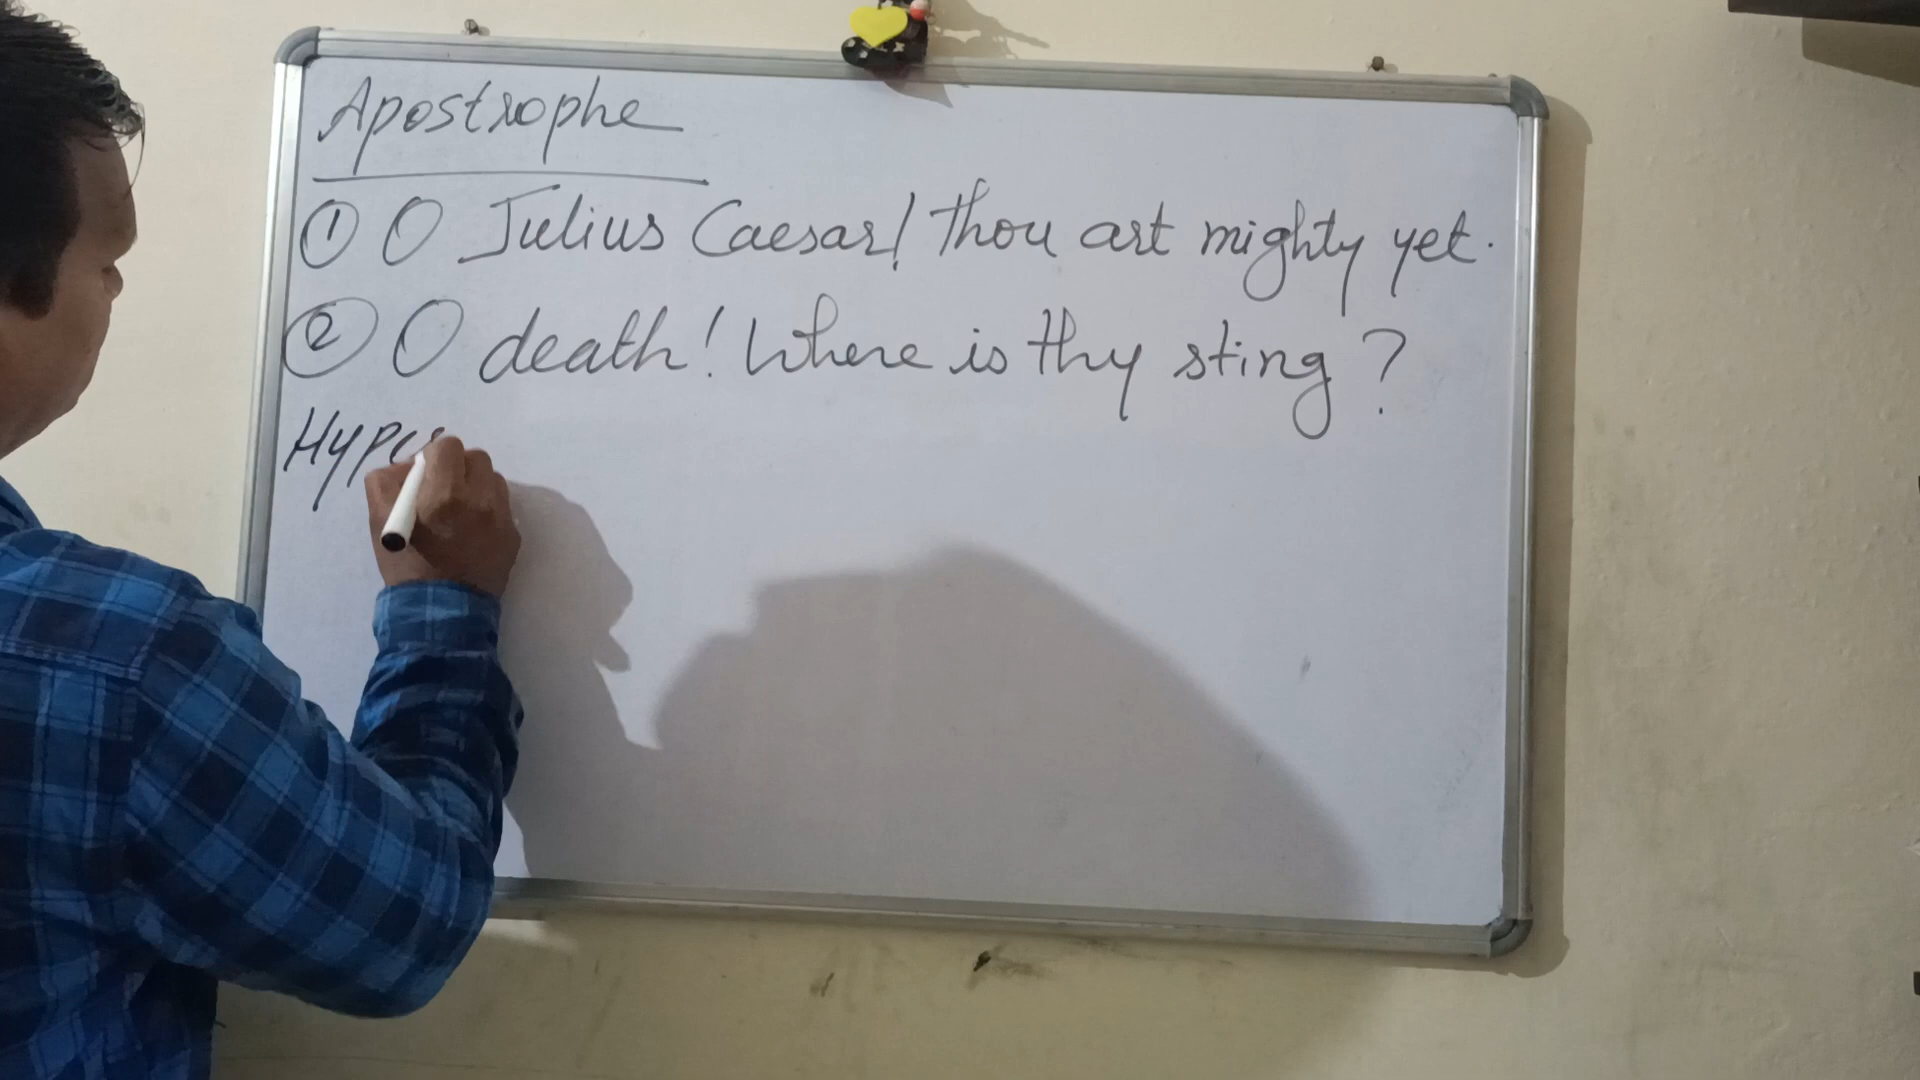 Apostrophe
① O Julius Caesar! Thou art mighty yet.
② O death! Where is thy sting?